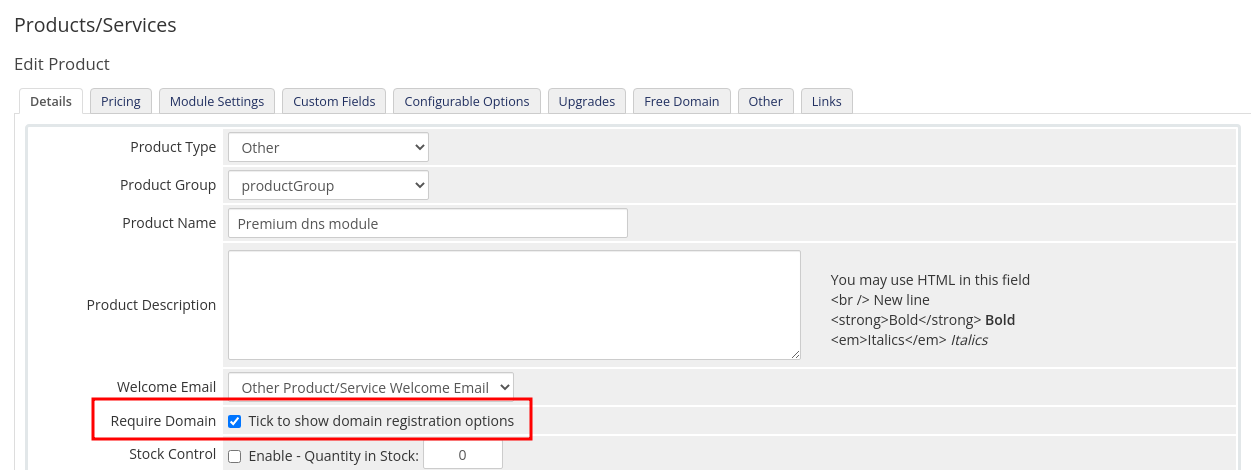 Products/Services
Edit Product
Details Pricing Module Settings Custom Fields Configurable Options Upgrades Free Domain Other Links
Product Type Other
Product Group productGroup
Product Name Premium dns module
Product Description
You may use HTML in this field
<br /> New line
<strong>Bold</strong> Bold
<em>Italics</em> Italics
Welcome Email Other Product/Service Welcome Email
Require Domain Tick to show domain registration options
Stock Control Enable - Quantity in Stock: 0